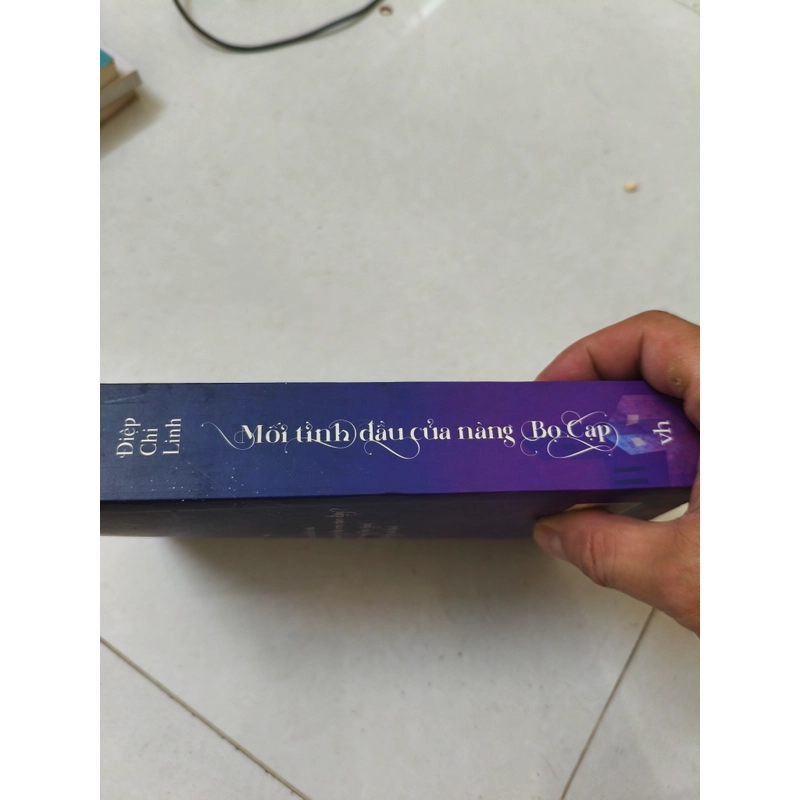 Điệp
Chi
Linh
Mối tình đầu của nàng Bọ Cạp
vh